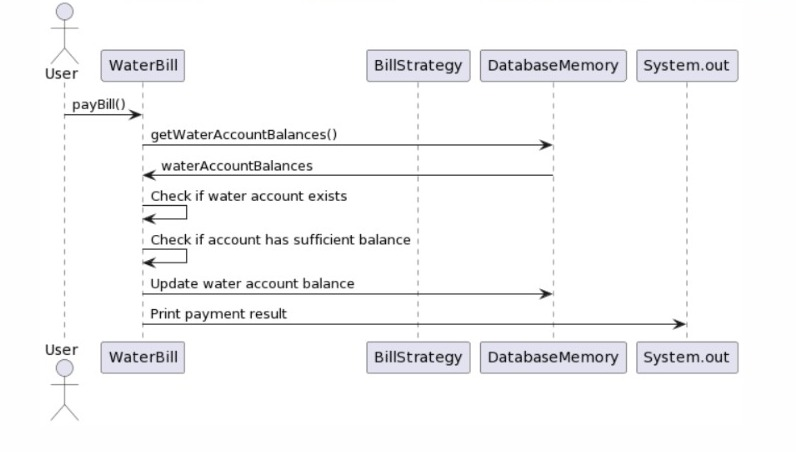 User
WaterBill
BillStrategy
DatabaseMemory
System.out
payBill()
getWaterAccountBalances()
waterAccountBalances
Check if water account exists
Check if account has sufficient balance
Update water account balance
Print payment result
User
WaterBill
BillStrategy
DatabaseMemory
System.out